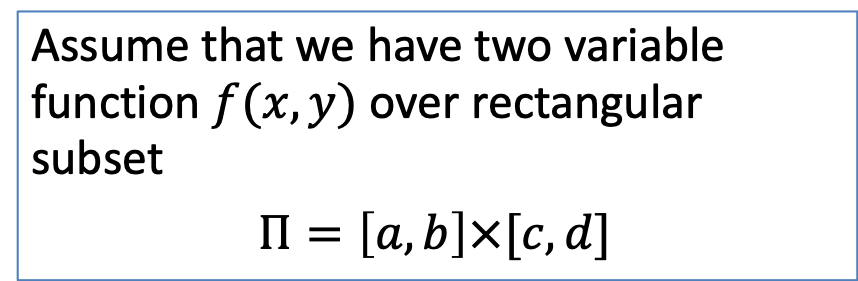 Assume that we have two variable
function f(x, y) over rectangular
subset
Π = [a, b]×[c, d]